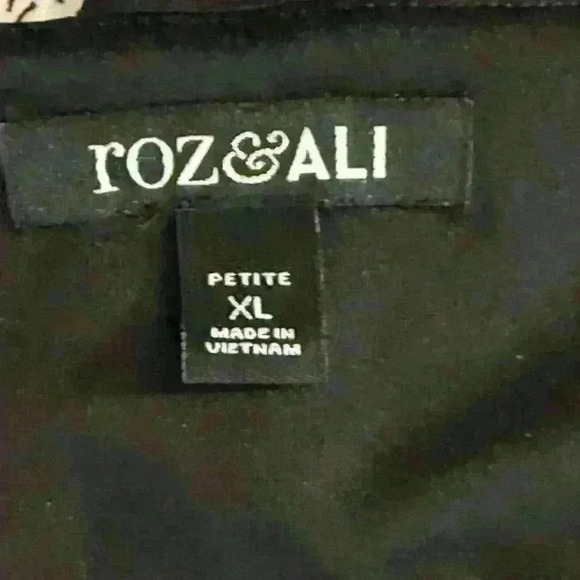 roz&ALI
PETITE
XL
MADE IN
VIETNAM